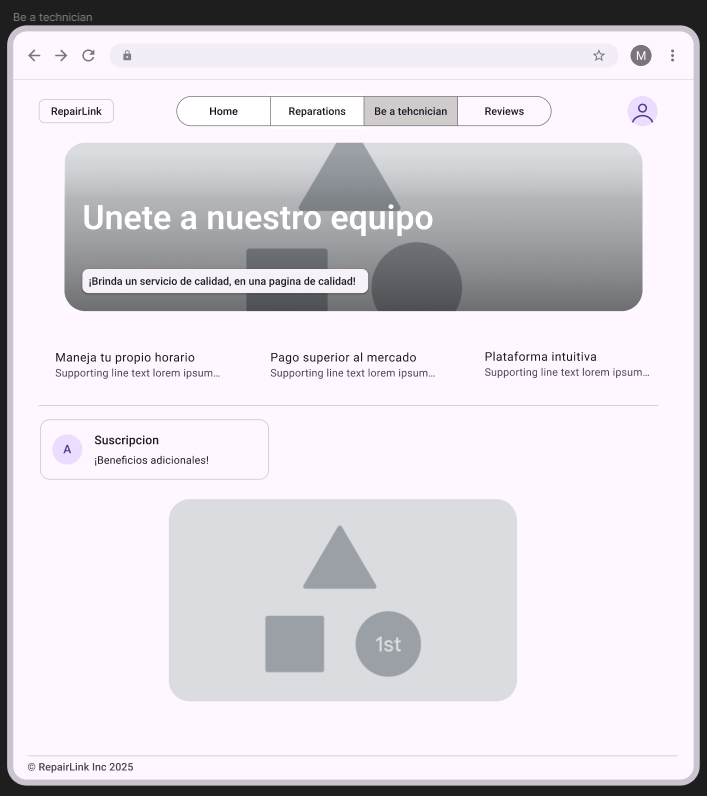 Be a technician
M
RepairLink
Home
Reparations
Be a tehcnician
Reviews
Unete a nuestro equipo
¡Brinda un servicio de calidad, en una pagina de calidad!
Maneja tu propio horario
Supporting line text lorem ipsum...
Pago superior al mercado
Supporting line text lorem ipsum...
Plataforma intuitiva
Supporting line text lorem ipsum...
A
Suscripcion
¡Beneficios adicionales!
1st
© RepairLink Inc 2025